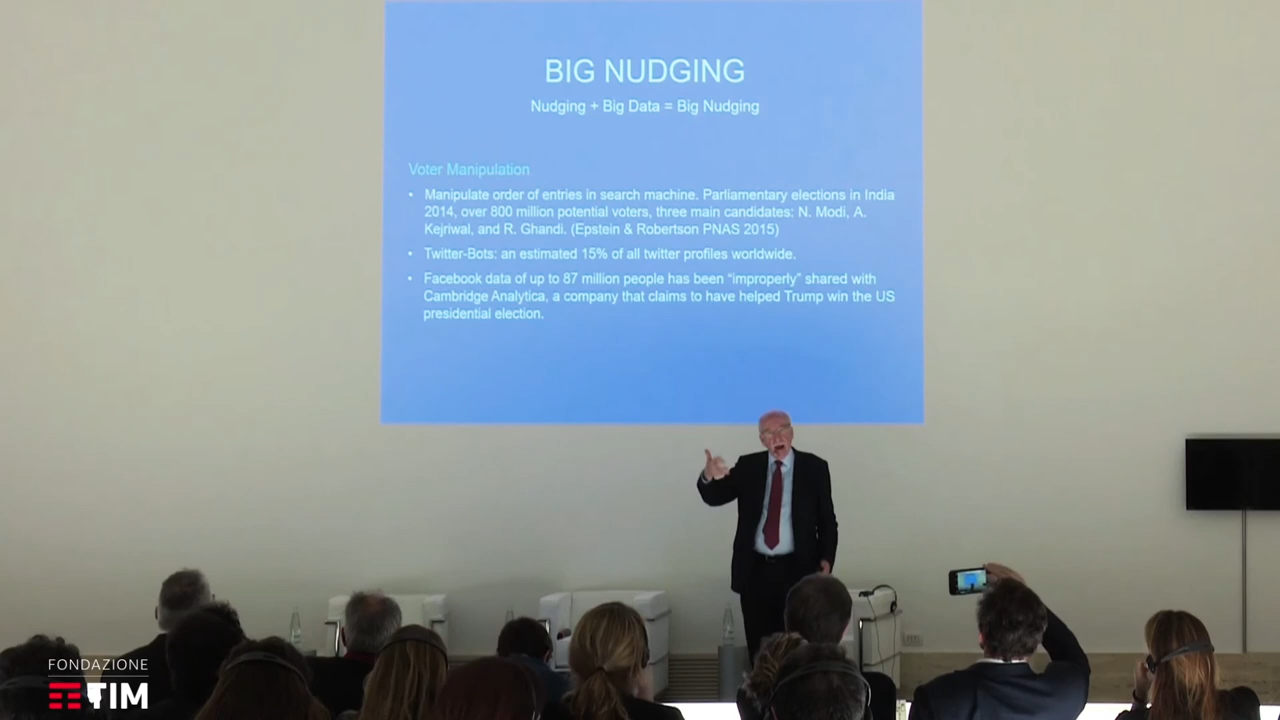 BIG NUDGING
Nudging + Big Data = Big Nudging
Voter Manipulation
• Manipulate order of entries in search machine. Parliamentary elections in India
2014, over 800 million potential voters, three main candidates: N. Modi, A.
Kejriwal, and R. Ghandi. (Epstein & Robertson PNAS 2015)
• Twitter-Bots: an estimated 15% of all twitter profiles worldwide.
• Facebook data of up to 87 million people has been “improperly” shared with
Cambridge Analytica, a company that claims to have helped Trump win the US
presidential election.
FONDAZIONE
TIM